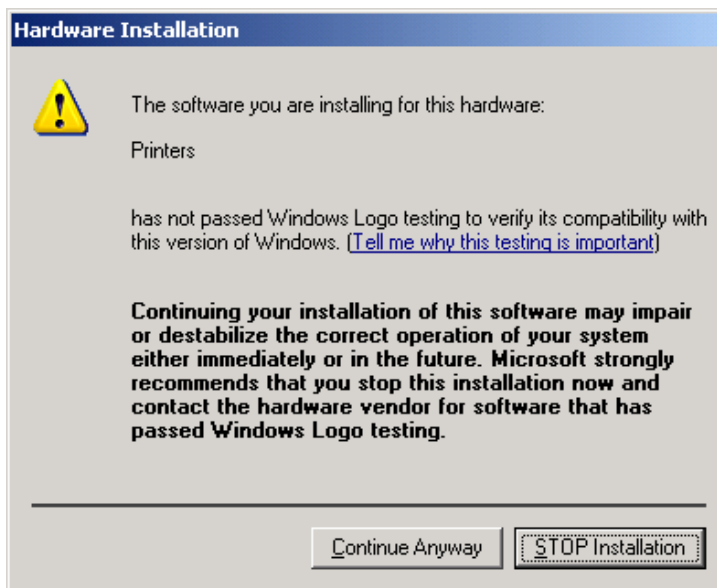 Hardware Installation
The software you are installing for this hardware:
Printers
has not passed Windows Logo testing to verify its compatibility with
this version of Windows. (Tell me why this testing is important)
Continuing your installation of this software may impair
or destabilize the correct operation of your system
either immediately or in the future. Microsoft strongly
recommends that you stop this installation now and
contact the hardware vendor for software that has
passed Windows Logo testing.
Continue Anyway
STOP Installation